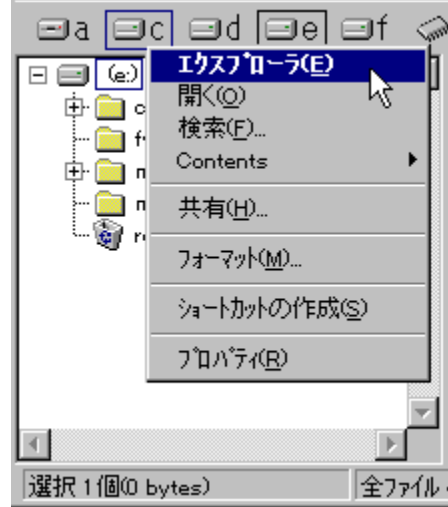 a c d e f
(e:)
エクスプローラ(E)
開く(O)
検索(F)...
Contents
共有(H)...
フォーマット(M)...
ショートカットの作成(S)
プロパティ(R)
選択 1個(0 bytes)
全ファイル